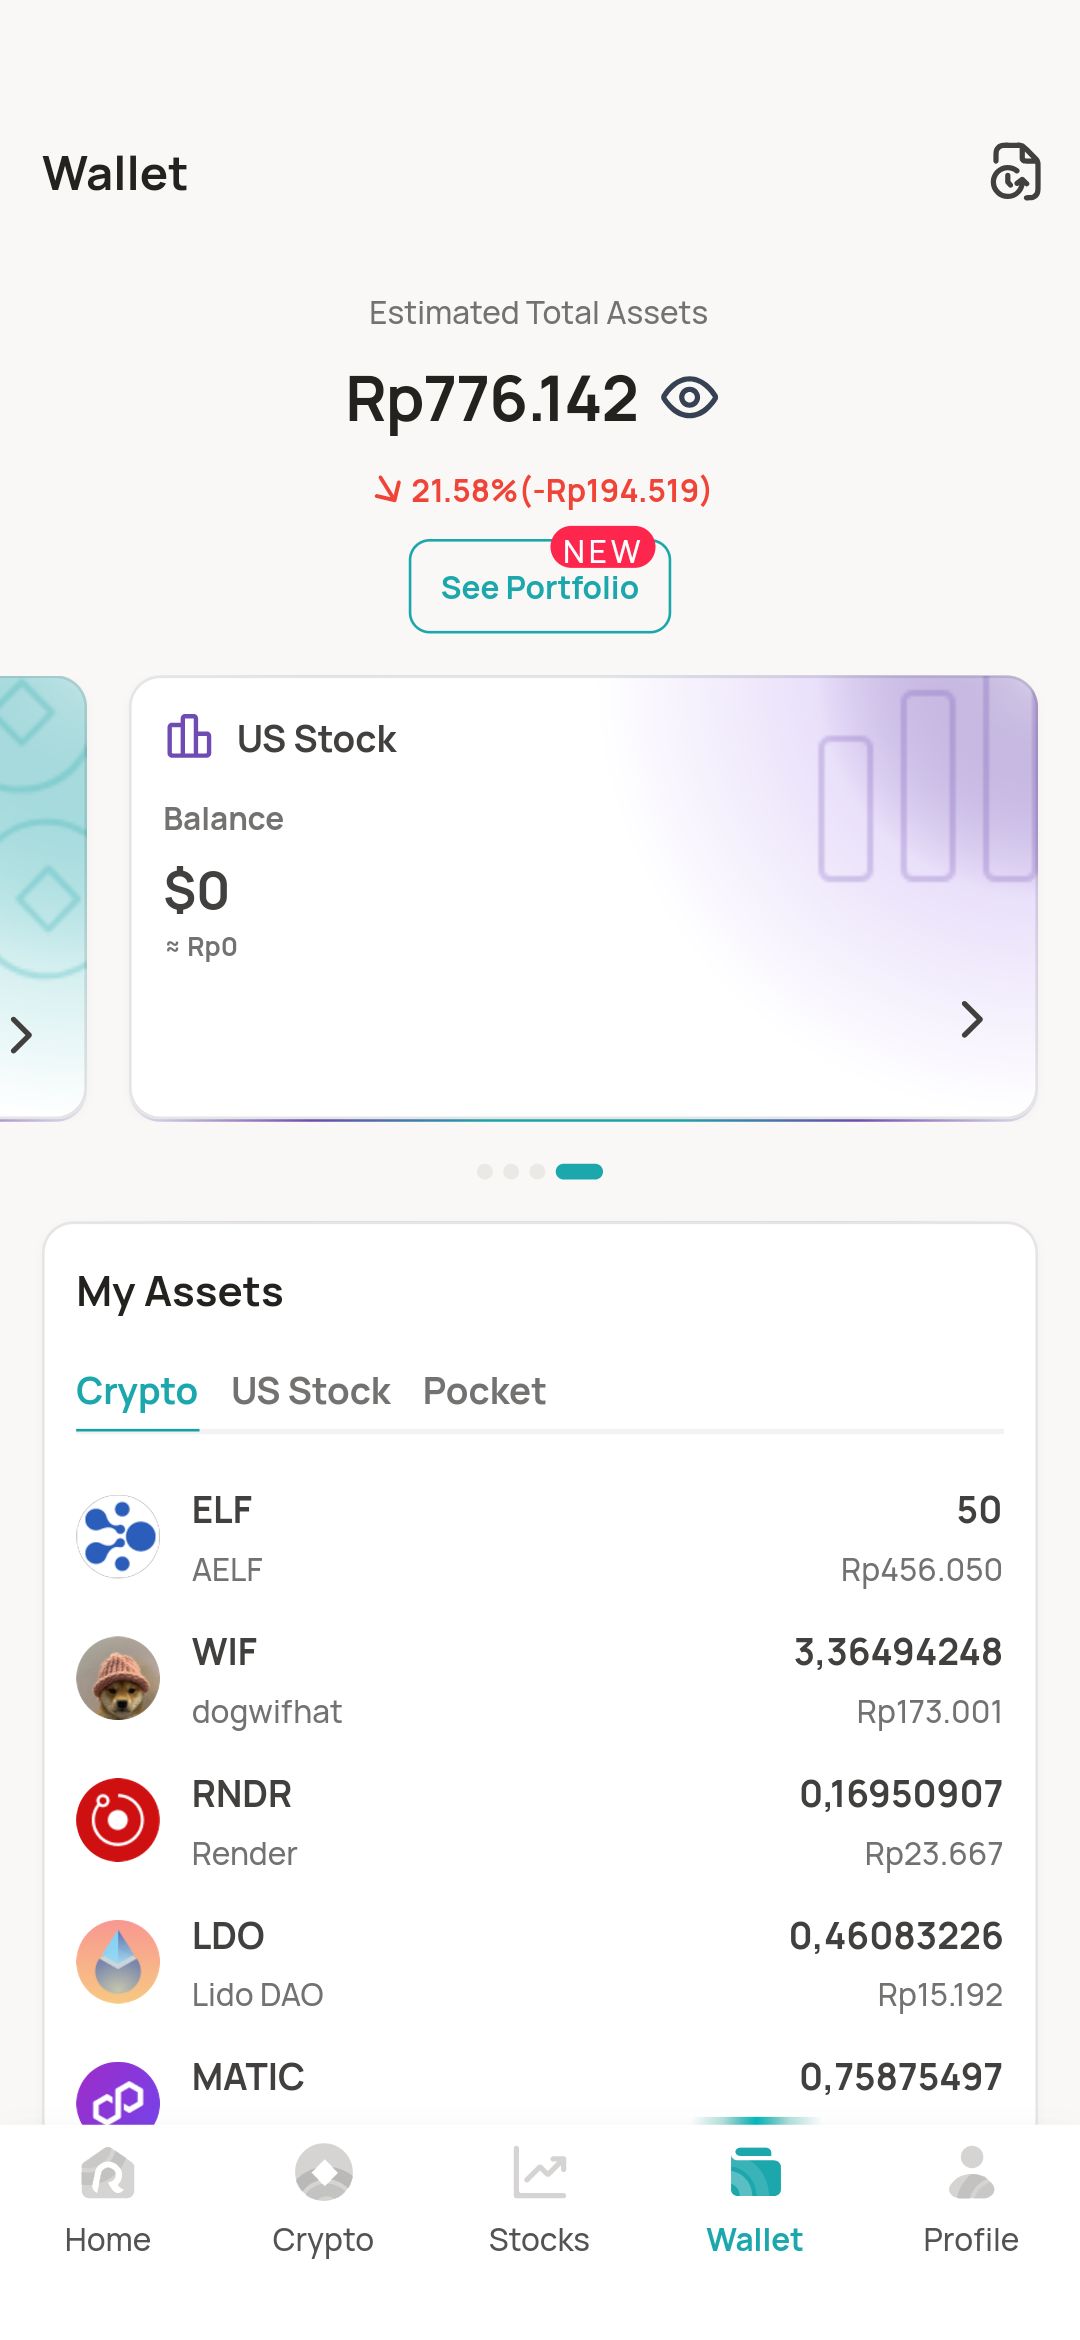 Wallet
Estimated Total Assets
Rp776.142
21.58%(-Rp194.519)
NEW
See Portfolio
US Stock
Balance
$0
≈ Rp0
My Assets
Crypto US Stock Pocket
ELF 50
AELF Rp456.050
WIF 3,36494248
dogwifhat Rp173.001
RNDR 0,16950907
Render Rp23.667
LDO 0,46083226
Lido DAO Rp15.192
MATIC 0,75875497
Home Crypto Stocks Wallet Profile